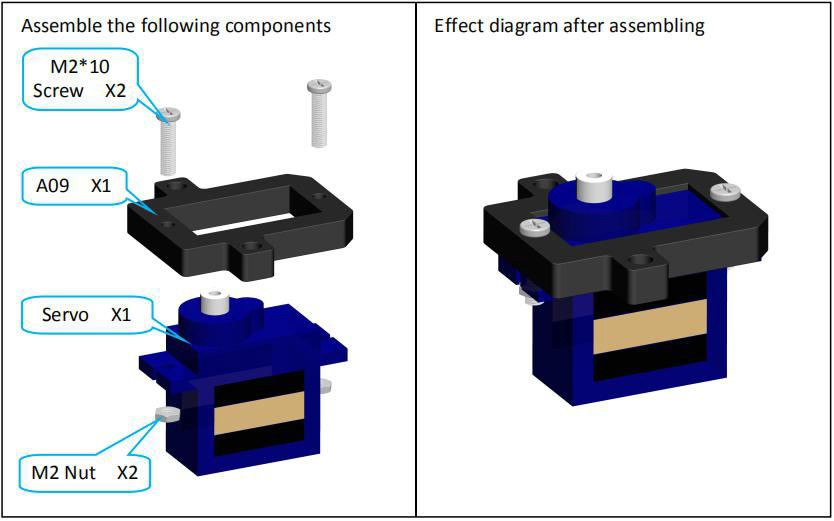 Assemble the following components
M2*10
Screw X2
A09 X1
Servo X1
M2 Nut X2
Effect diagram after assembling